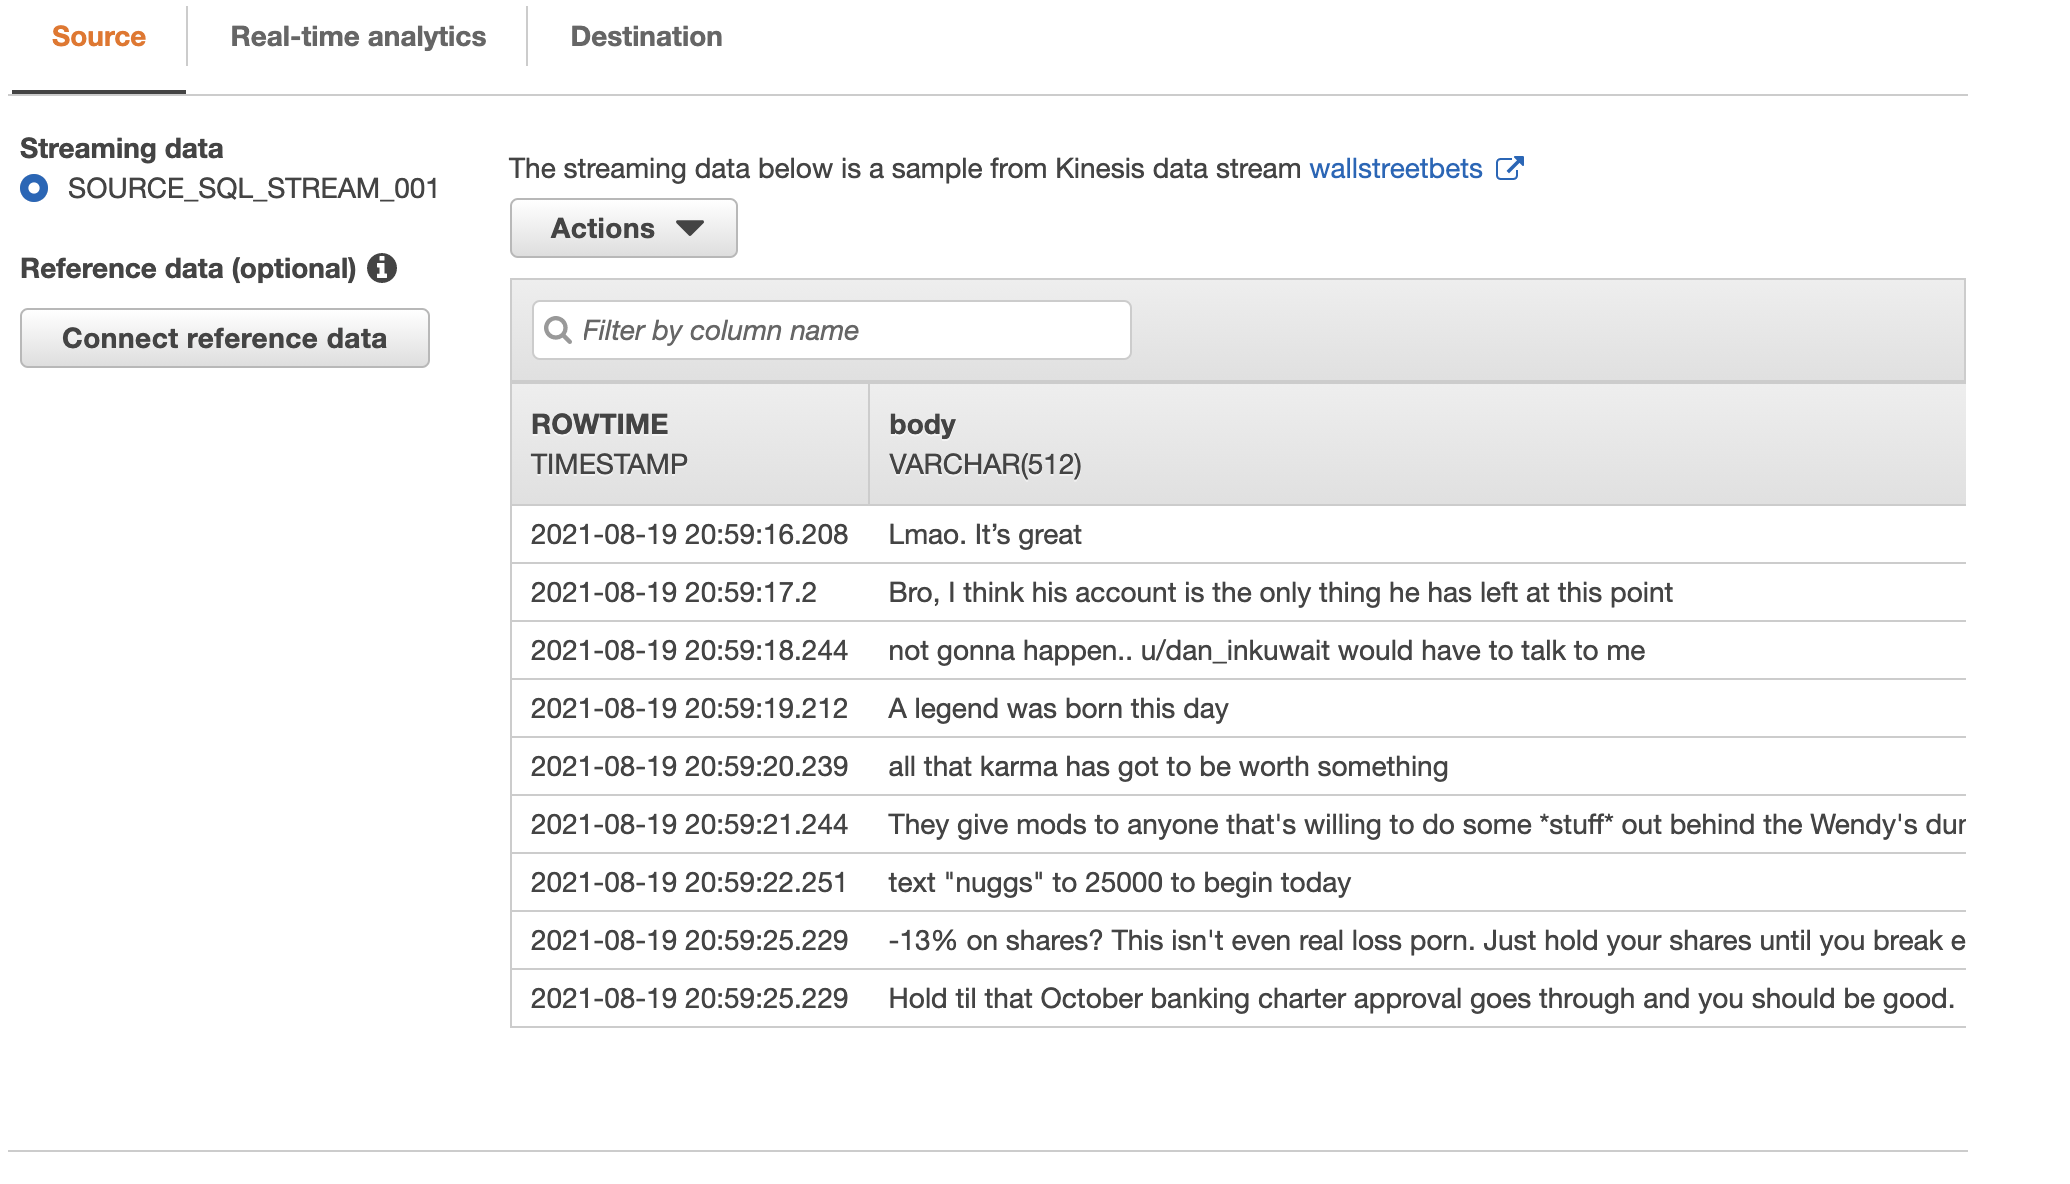 Source
Real-time analytics
Destination
Streaming data
SOURCE_SQL_STREAM_001
Reference data (optional)
Connect reference data
The streaming data below is a sample from Kinesis data stream wallstreetbets
Actions
Filter by column name
ROWTIME body
TIMESTAMP VARCHAR(512)
2021-08-19 20:59:16.208 Lmao. It’s great
2021-08-19 20:59:17.2 Bro, I think his account is the only thing he has left at this point
2021-08-19 20:59:18.244 not gonna happen.. u/dan_inkuwait would have to talk to me
2021-08-19 20:59:19.212 A legend was born this day
2021-08-19 20:59:20.239 all that karma has got to be worth something
2021-08-19 20:59:21.244 They give mods to anyone that's willing to do some *stuff* out behind the Wendy's
2021-08-19 20:59:22.251 text "nuggs" to 25000 to begin today
2021-08-19 20:59:25.229 -13% on shares? This isn't even real loss porn. Just hold your shares until you break e
2021-08-19 20:59:25.229 Hold til that October banking charter approval goes through and you should be good.